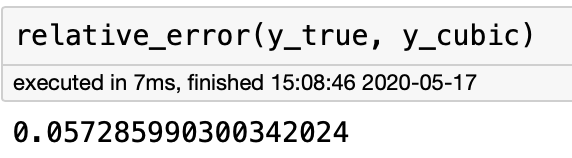 relative_error(y_true, y_cubic)
executed in 7ms, finished 15:08:46 2020-05-17
0.057285990300342024